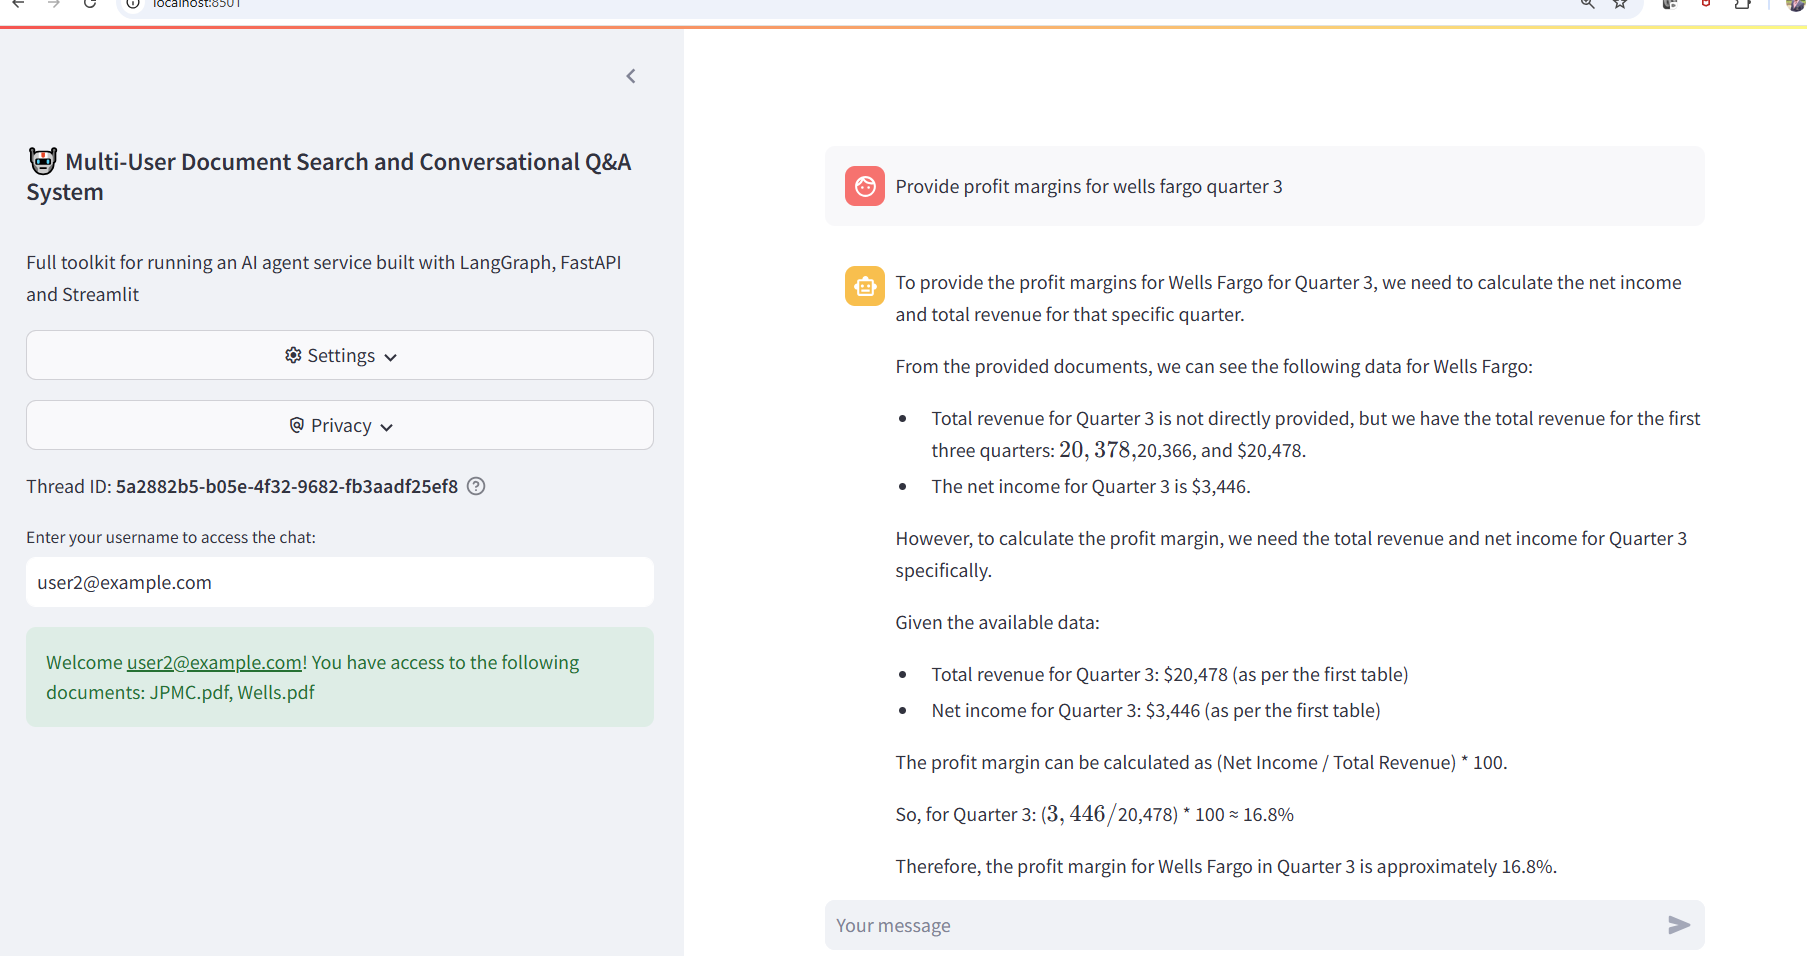 localhost:8501
Multi-User Document Search and Conversational Q&A
System
Full toolkit for running an AI agent service built with LangGraph, FastAPI
and Streamlit
Settings
Privacy
Thread ID: 5a2882b5-b05e-4f32-9682-fb3aadf25ef8
Enter your username to access the chat:
user2@example.com
Welcome user2@example.com! You have access to the following
documents: JPMC.pdf, Wells.pdf
Provide profit margins for wells fargo quarter 3
To provide the profit margins for Wells Fargo for Quarter 3, we need to calculate the net income
and total revenue for that specific quarter.
From the provided documents, we can see the following data for Wells Fargo:
• Total revenue for Quarter 3 is not directly provided, but we have the total revenue for the first
three quarters: 20, 378,20,366, and $20,478.
• The net income for Quarter 3 is $3,446.
However, to calculate the profit margin, we need the total revenue and net income for Quarter 3
specifically.
Given the available data:
• Total revenue for Quarter 3: $20,478 (as per the first table)
• Net income for Quarter 3: $3,446 (as per the first table)
The profit margin can be calculated as (Net Income / Total Revenue) * 100.
So, for Quarter 3: (3, 446/20,478) * 100 ≈ 16.8%
Therefore, the profit margin for Wells Fargo in Quarter 3 is approximately 16.8%.
Your message